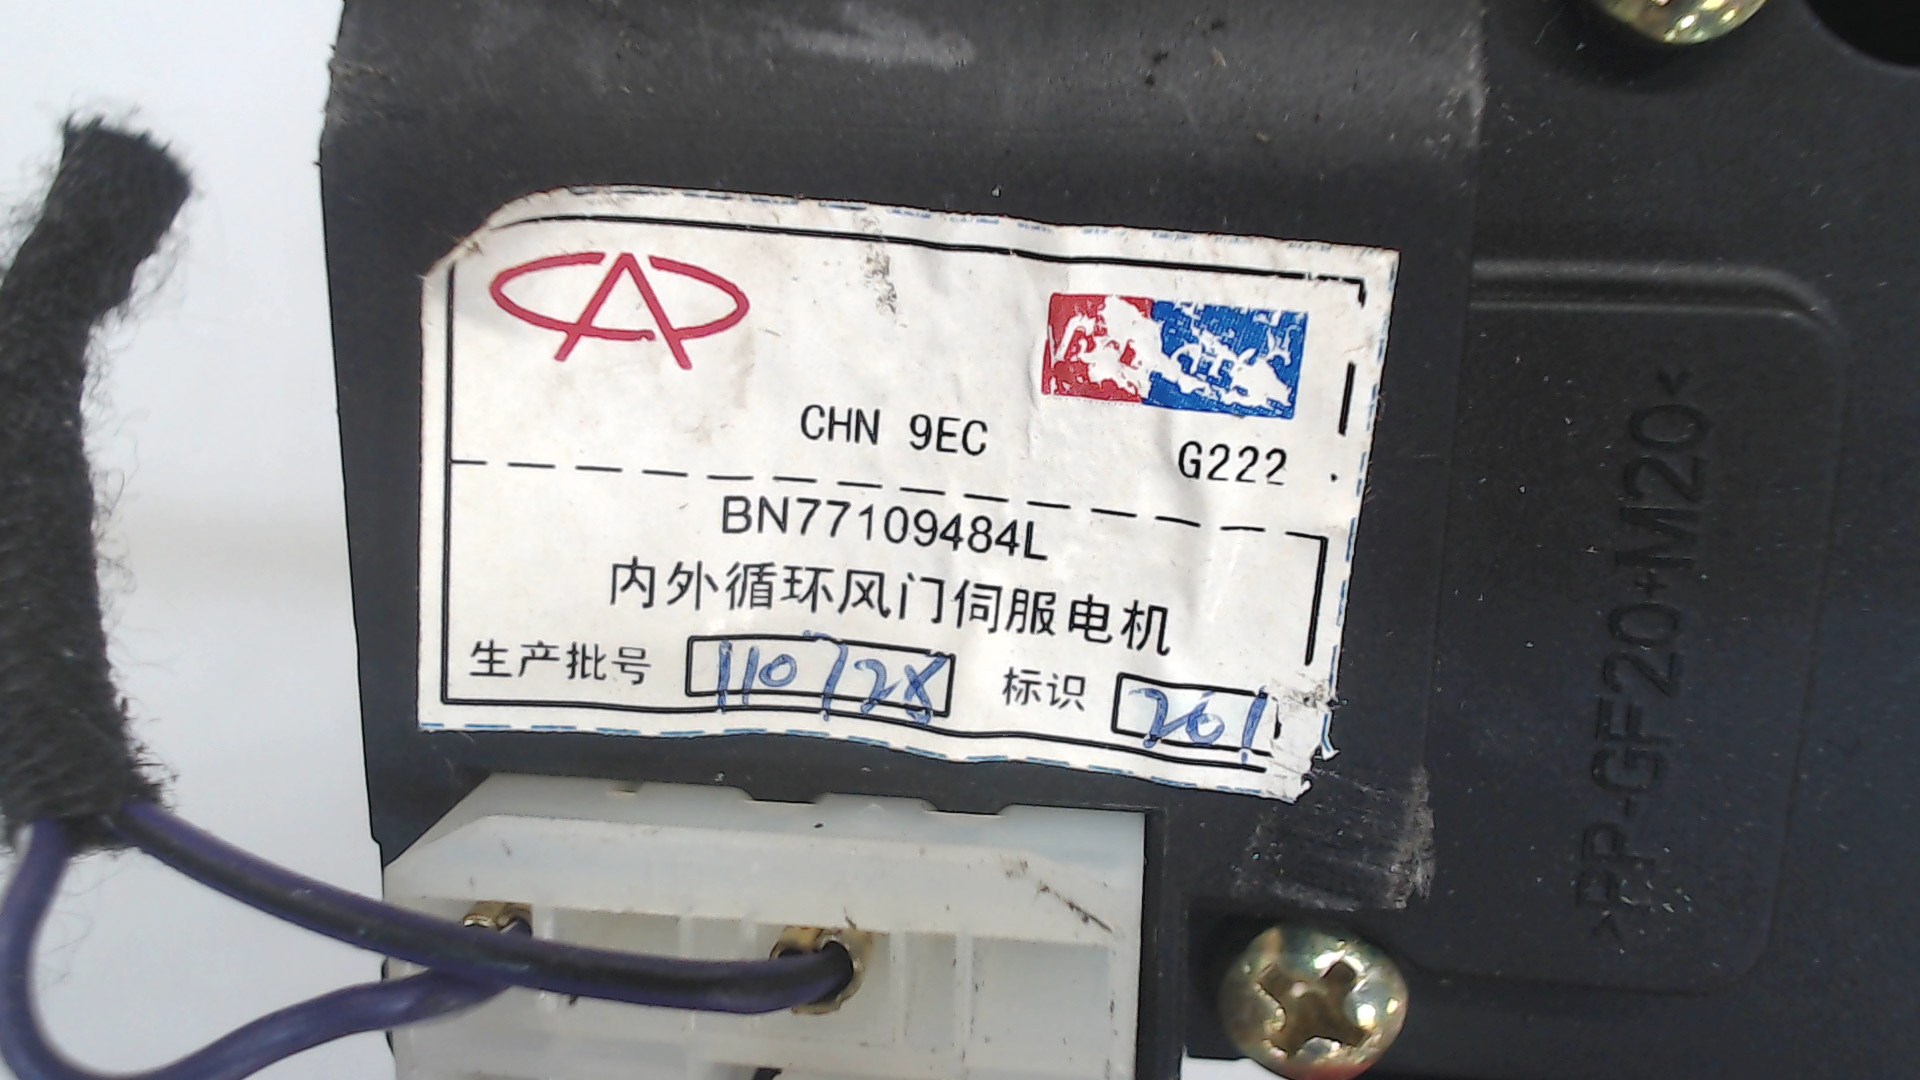 CHN 9EC
G222
BN77109484L
内外循环风门伺服电机
生产批号 110728 标识 201
>PP+GF20+M20<